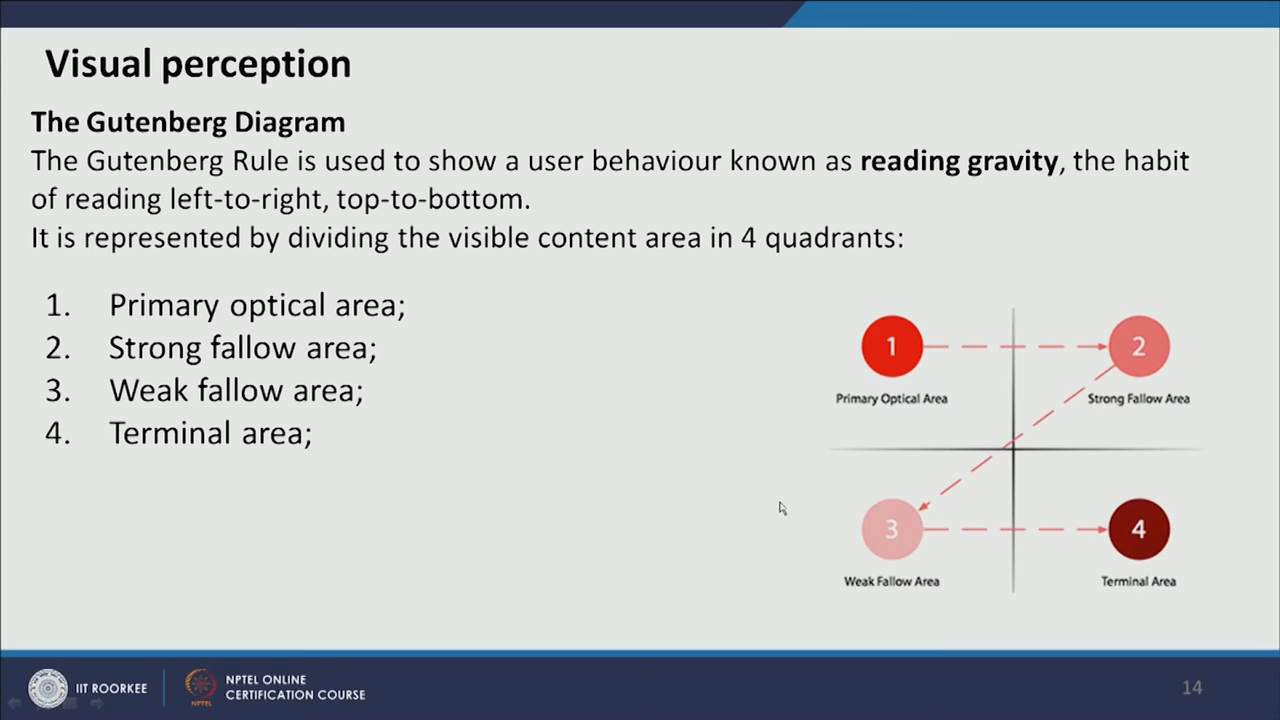 Visual perception
The Gutenberg Diagram
The Gutenberg Rule is used to show a user behaviour known as reading gravity, the habit
of reading left-to-right, top-to-bottom.
It is represented by dividing the visible content area in 4 quadrants:
1. Primary optical area;
2. Strong fallow area;
3. Weak fallow area;
4. Terminal area;
1
2
Primary Optical Area
Strong Fallow Area
3
4
Weak Fallow Area
Terminal Area
IIT ROORKEE
NPTEL
NPTEL ONLINE
CERTIFICATION COURSE
14